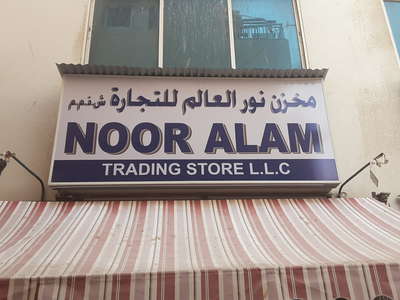 مخزن نور العالم للتجارة ش.ذ.م.م
NOOR ALAM
TRADING STORE L.L.C